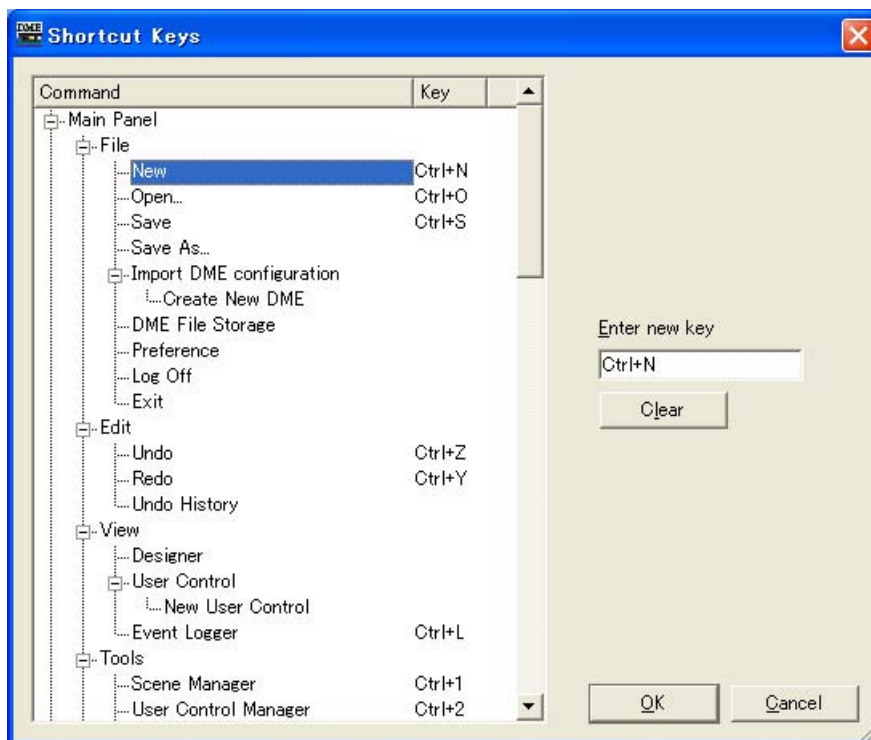 DME Shortcut Keys
Command Key
Main Panel
File
New Ctrl+N
Open... Ctrl+O
Save Ctrl+S
Save As...
Import DME configuration
Create New DME
DME File Storage
Preference
Log Off
Exit
Edit
Undo Ctrl+Z
Redo Ctrl+Y
Undo History
View
Designer
User Control
New User Control
Event Logger Ctrl+L
Tools
Scene Manager Ctrl+1
User Control Manager Ctrl+2
Enter new key
Ctrl+N
Clear
OK Cancel